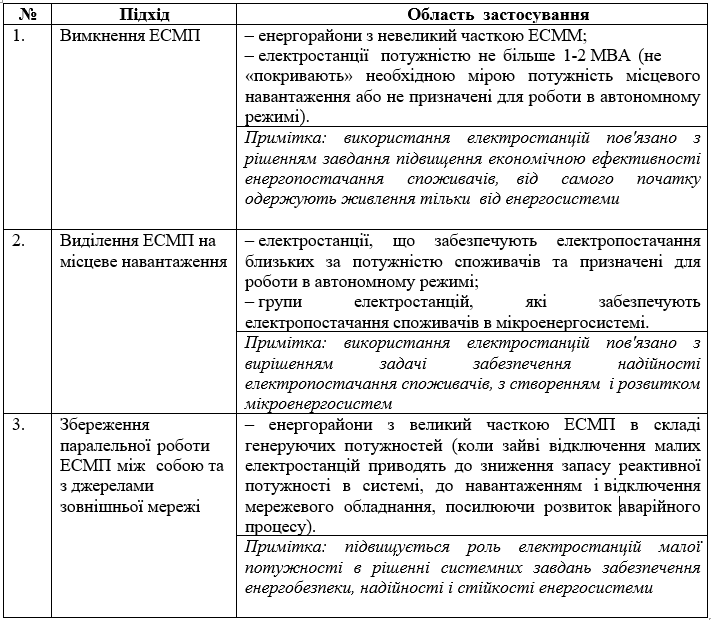 № Підхід Область застосування
1. Вимкнення ЕСМП
– енергорайони з невеликий часткою ЕСММ;
– електростанції потужністю не більше 1-2 МВА (не
«покривають» необхідною мірою потужність місцевого
навантаження або не призначені для роботи в автономному
режимі).
Примітка: використання електростанцій пов'язано з
рішенням завдання підвищення економічною ефективності
енергопостачання споживачів, від самого початку
одержують живлення тільки від енергосистеми
2. Виділення ЕСМП на
місцеве навантаження
– електростанції, що забезпечують електропостачання
близьких за потужністю споживачів та призначені для
роботи в автономному режимі;
– групи електростанцій, які забезпечують
електропостачання споживачів в мікроенергосистемі.
Примітка: використання електростанцій пов'язано з
вирішенням задачі забезпечення надійності
електропостачання споживачів, з створенням і розвитком
мікроенергосистем
3. Збереження
паралельної роботи
ЕСМП між собою та
з джерелами
зовнішньої мережі
– енергорайони з великий часткою ЕСМП в складі
генеруючих потужностей (коли зайві відключення малих
електростанцій приводять до зниження запасу реактивної
потужності в системі, до навантаженням і відключення
мережевого обладнання, посилюючи розвиток аварійного
процесу).
Примітка: підвищується роль електростанцій малої
потужності в рішенні системних завдань забезпечення
енергобезпеки, надійності і стійкості енергосистеми